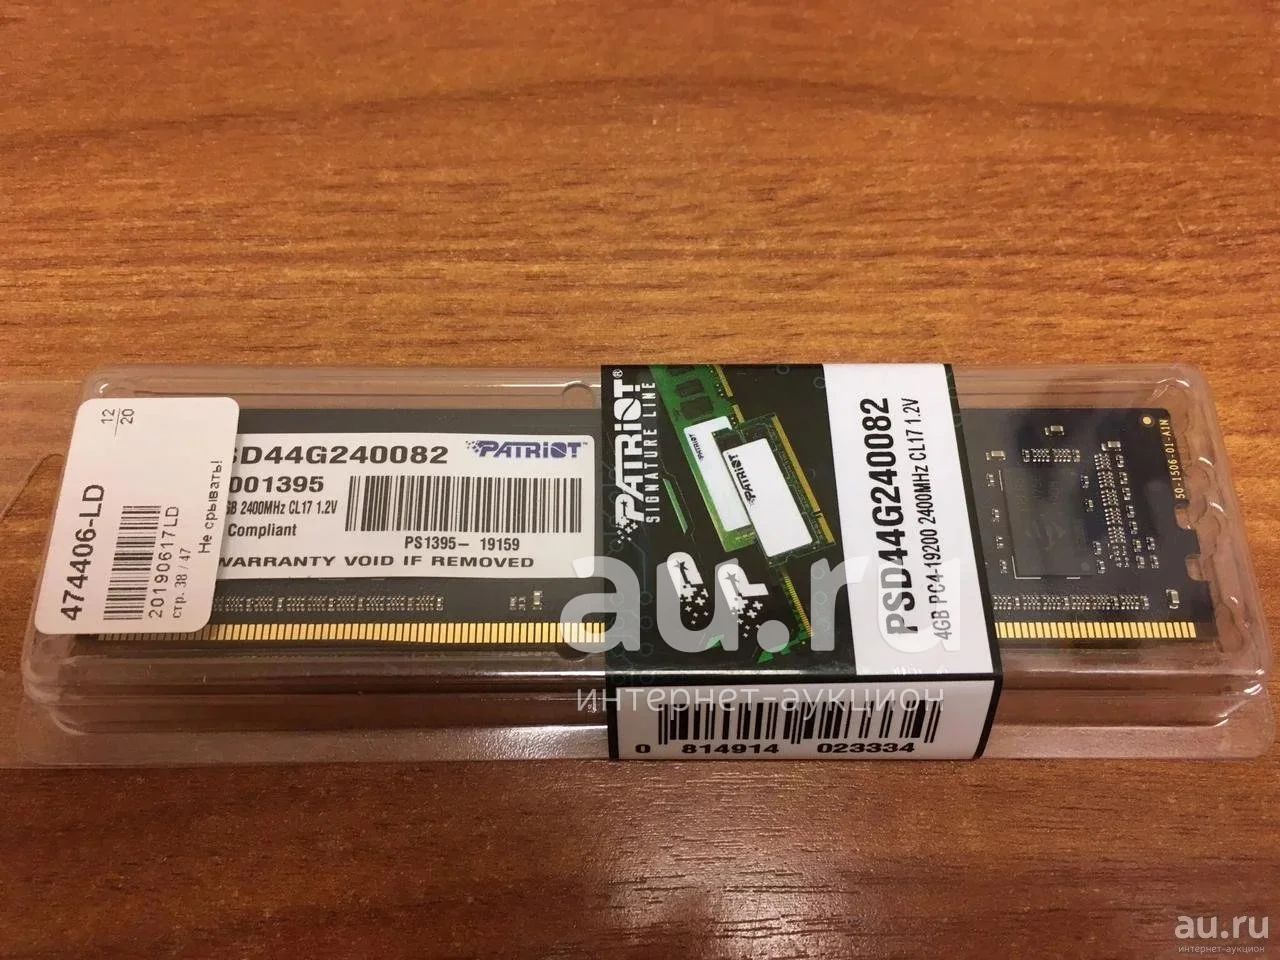 12
20
474406-LD
20190617LD
стр. 38 / 47
Не срывать!
SD44G240082
PATRIOT
001395
GB 2400MHz CL17 1.2V
Compliant
PS1395- 19159
WARRANTY VOID IF REMOVED
PATRIOT®
SIGNATURE LINE
PATRIOT
PATRIOT
PSD44G240082
4GB PC4-19200 2400MHz CL17 1.2V
0 814914 023334
au.ru
интернет-аукцион
au.ru
интернет-аукцион